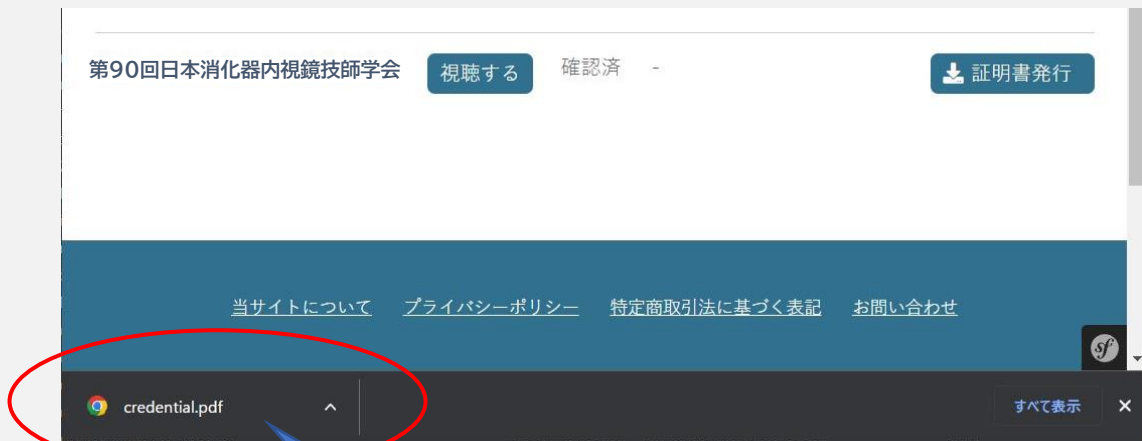 第90回日本消化器内視鏡技師学会 視聴する 確認済 - 証明書発行
当サイトについて プライバシーポリシー 特定商取引法に基づく表記 お問い合わせ
sf
credential.pdf すべて表示 ×